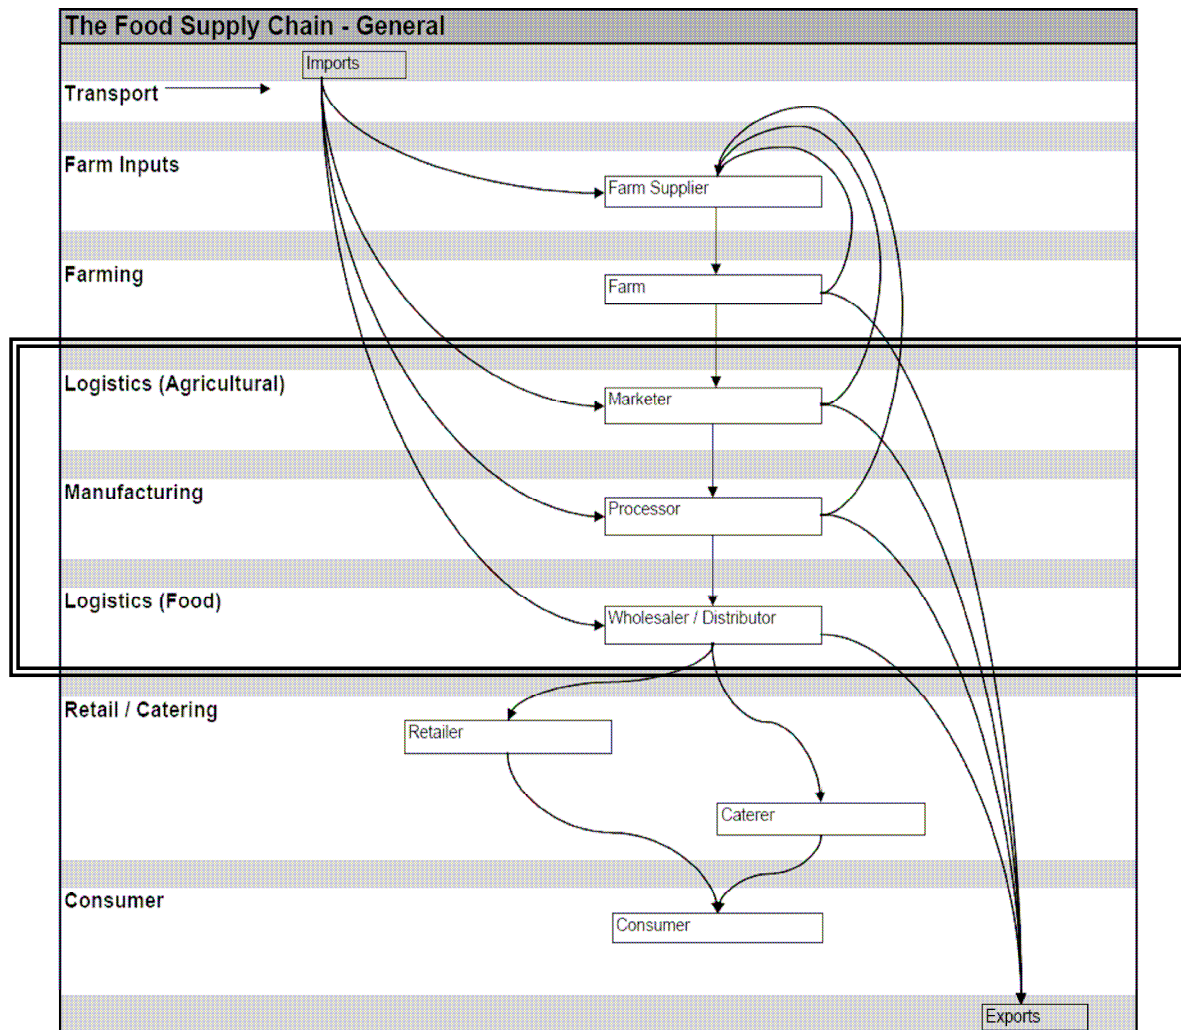 The Food Supply Chain - General
Imports
Transport
Farm Inputs
Farm Supplier
Farming
Farm
Logistics (Agricultural)
Marketer
Manufacturing
Processor
Logistics (Food)
Wholesaler / Distributor
Retail / Catering
Retailer
Caterer
Consumer
Consumer
Exports